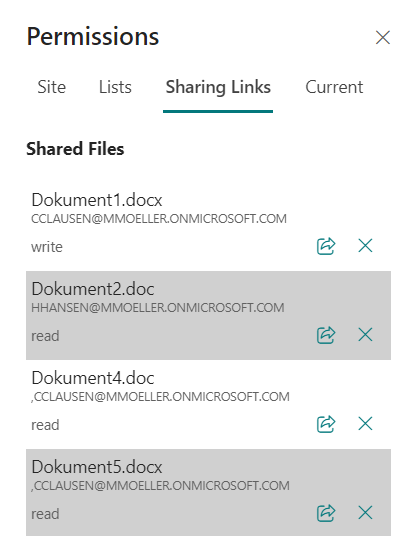 Permissions
Site Lists Sharing Links Current
Shared Files
Dokument1.docx
CCLAUSEN@MMOELLER.ONMICROSOFT.COM
write
Dokument2.doc
HHANSEN@MMOELLER.ONMICROSOFT.COM
read
Dokument4.doc
,CCLAUSEN@MMOELLER.ONMICROSOFT.COM
read
Dokument5.docx
,CCLAUSEN@MMOELLER.ONMICROSOFT.COM
read